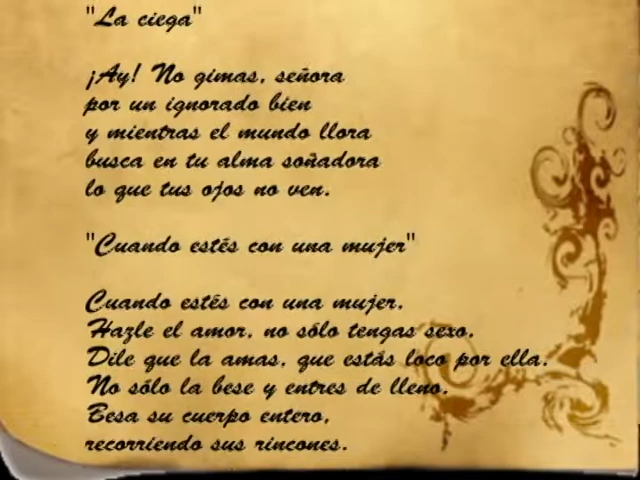 "La ciega"
¡Ay! No gimas, señora
por un ignorado bien
y mientras el mundo llora
busca en tu alma soñadora
lo que tus ojos no ven.
"Cuando estés con una mujer"
Cuando estés con una mujer.
Hazle el amor, no sólo tengas sexo.
Dile que la amas, que estás loco por ella.
No sólo la bese y entres de lleno.
Besa su cuerpo entero,
recorriendo sus rincones.